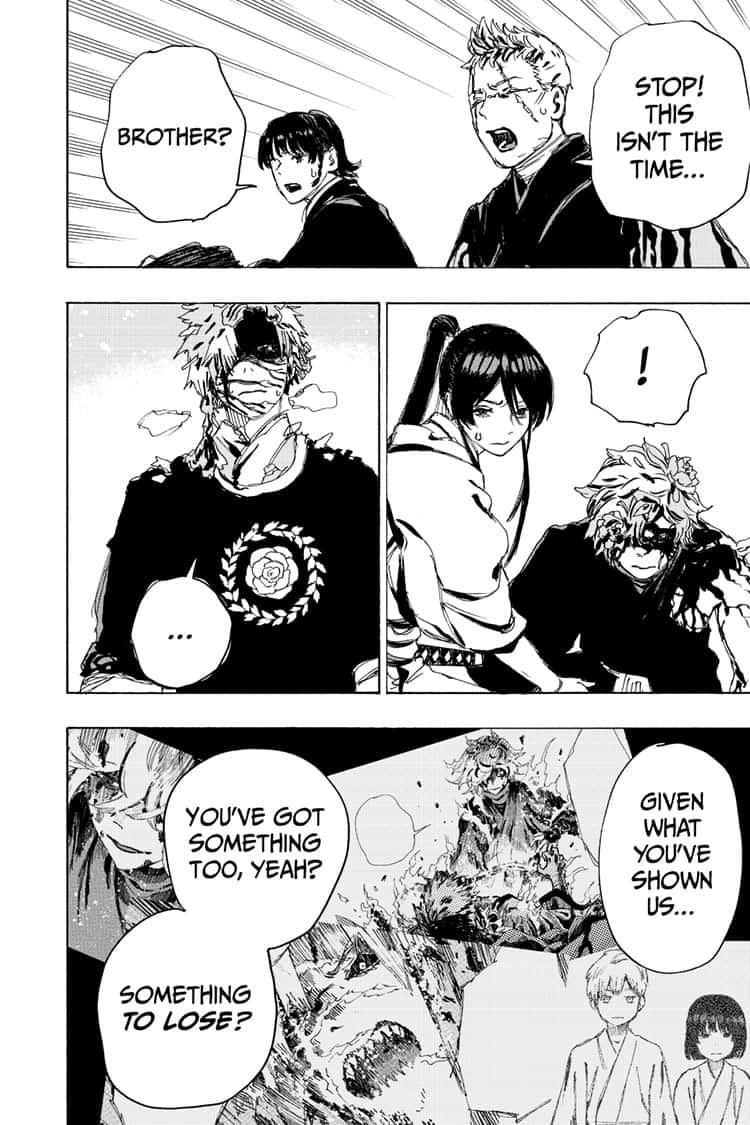 STOP!
THIS
ISN'T THE
TIME...
BROTHER?
!
...
GIVEN
WHAT
YOU'VE
SHOWN
US...
YOU'VE GOT
SOMETHING
TOO, YEAH?
SOMETHING
TO LOSE?